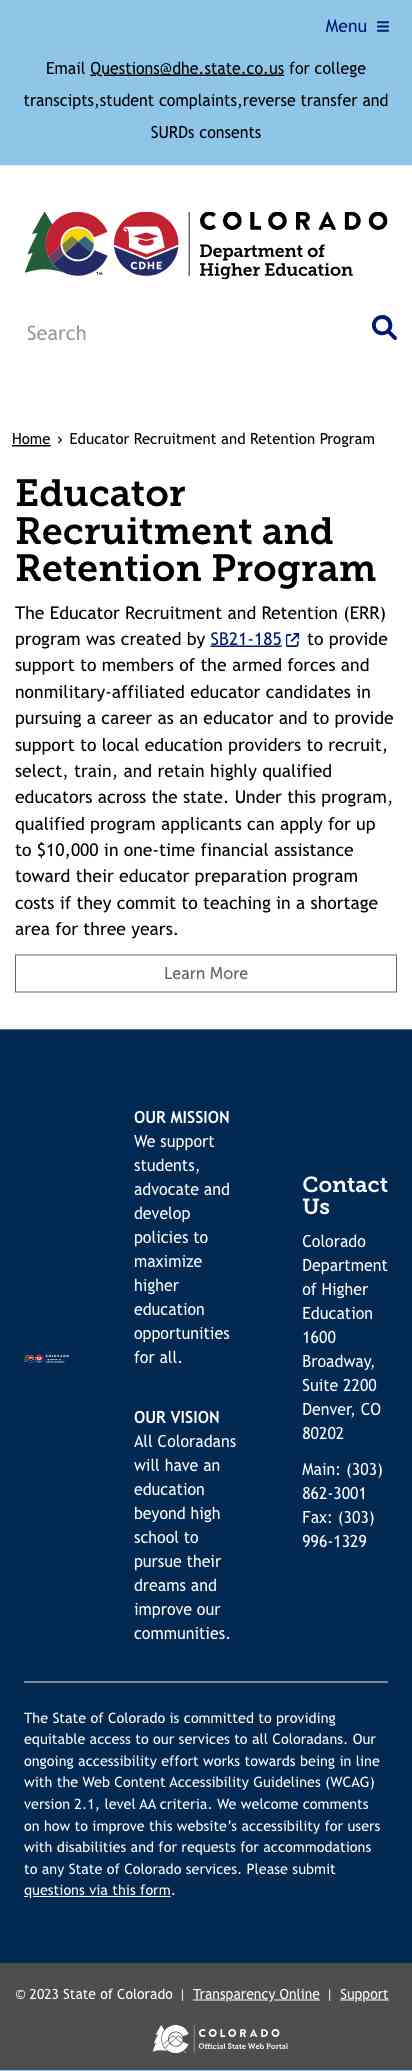 Menu
Email Questions@dhe.state.co.us for college
transcipts,student complaints,reverse transfer and
SURDs consents
COLORADO
Department of
Higher Education
CDHE
TM
Search
Home › Educator Recruitment and Retention Program
Educator
Recruitment and
Retention Program
The Educator Recruitment and Retention (ERR)
program was created by SB21-185 to provide
support to members of the armed forces and
nonmilitary-affiliated educator candidates in
pursuing a career as an educator and to provide
support to local education providers to recruit,
select, train, and retain highly qualified
educators across the state. Under this program,
qualified program applicants can apply for up
to $10,000 in one-time financial assistance
toward their educator preparation program
costs if they commit to teaching in a shortage
area for three years.
Learn More
OUR MISSION
We support
students,
advocate and
develop
policies to
maximize
higher
education
opportunities
for all.
OUR VISION
All Coloradans
will have an
education
beyond high
school to
pursue their
dreams and
improve our
communities.
Contact
Us
Colorado
Department
of Higher
Education
1600
Broadway,
Suite 2200
Denver, CO
80202
Main: (303)
862-3001
Fax: (303)
996-1329
The State of Colorado is committed to providing
equitable access to our services to all Coloradans. Our
ongoing accessibility effort works towards being in line
with the Web Content Accessibility Guidelines (WCAG)
version 2.1, level AA criteria. We welcome comments
on how to improve this website's accessibility for users
with disabilities and for requests for accommodations
to any State of Colorado services. Please submit
questions via this form.
© 2023 State of Colorado | Transparency Online | Support
COLORADO
Official State Web Portal